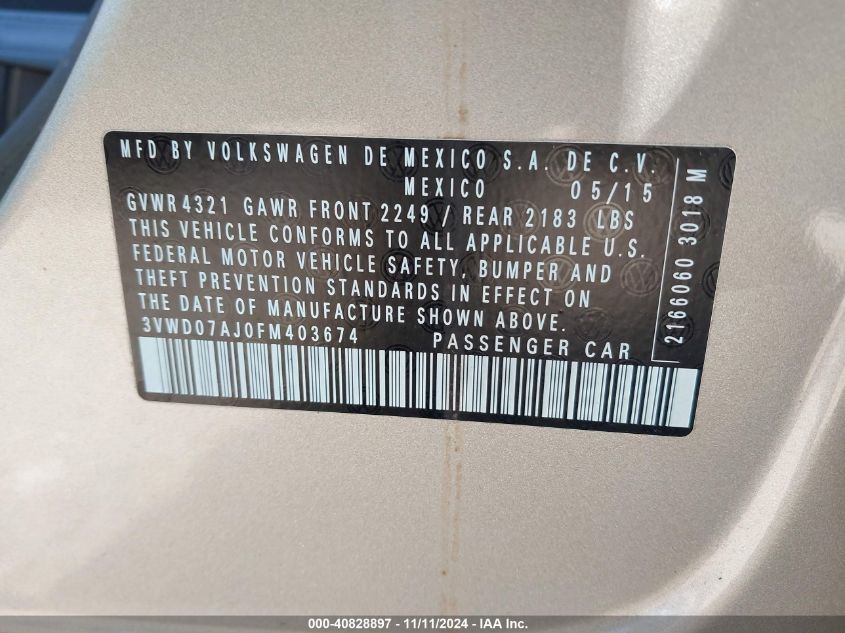 MFD BY VOLKSWAGEN DE MEXICO S.A. DE C.V.
MEXICO 05/15
GVWR 4321 GAWR FRONT 2249 / REAR 2183 LBS
THIS VEHICLE CONFORMS TO ALL APPLICABLE U.S.
FEDERAL MOTOR VEHICLE SAFETY, BUMPER AND
THEFT PREVENTION STANDARDS IN EFFECT ON
THE DATE OF MANUFACTURE SHOWN ABOVE.
3VWD07AJ0FM403674 PASSENGER CAR
2166060 3018 M
000-40828897 - 11/11/2024 - IAA Inc.